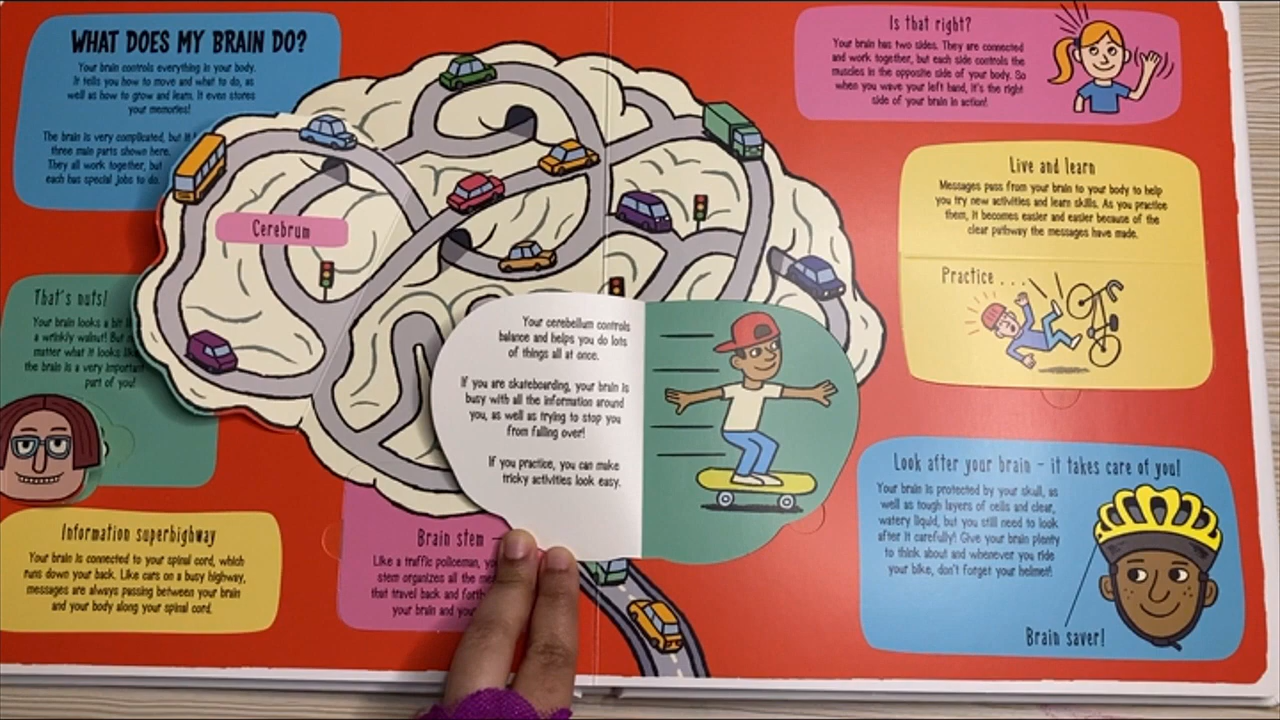 WHAT DOES MY BRAIN DO?
Your brain controls everything in your body.
It tells you how to move and what to do, as
well as how to grow and learn. It even stores
your memories!
The brain is very complicated, but it
three main parts shown here.
They all work together, but
each has special jobs to do.
Cerebrum
That's nuts!
Your brain looks a bit
a wrinkly walnut! But
matter what it looks
the brain is a very important
part of you!
Information superhighway
Your brain is connected to your spinal cord, which
runs down your back. Like cars on a busy highway,
messages are always passing between your brain
and your body along your spinal cord.
Brain stem –
Like a traffic policeman,
stem organizes all the
that travel back and
your brain and
Your cerebellum controls
balance and helps you do lots
of things all at once.
If you are skateboarding, your brain is
busy with all the information around
you, as well as trying to stop you
from falling over!
If you practice, you can make
tricky activities look easy.
Is that right?
Your brain has two sides. They are connected
and work together, but each side controls the
muscles in the opposite side of your body. So
when you wave your left hand, it's the right
side of your brain in action!
Live and learn
Messages pass from your brain to your body to help
you try new activities and learn skills. As you practice
them, it becomes easier and easier because of the
clear pathway the messages have made.
Practice . . .
Look after your brain – it takes care of you!
Your brain is protected by your skull, as
well as tough layers of cells and clear,
watery liquid, but you still need to look
after it carefully! Give your brain plenty
to think about and whenever you ride
your bike, don't forget your helmet!
Brain saver!